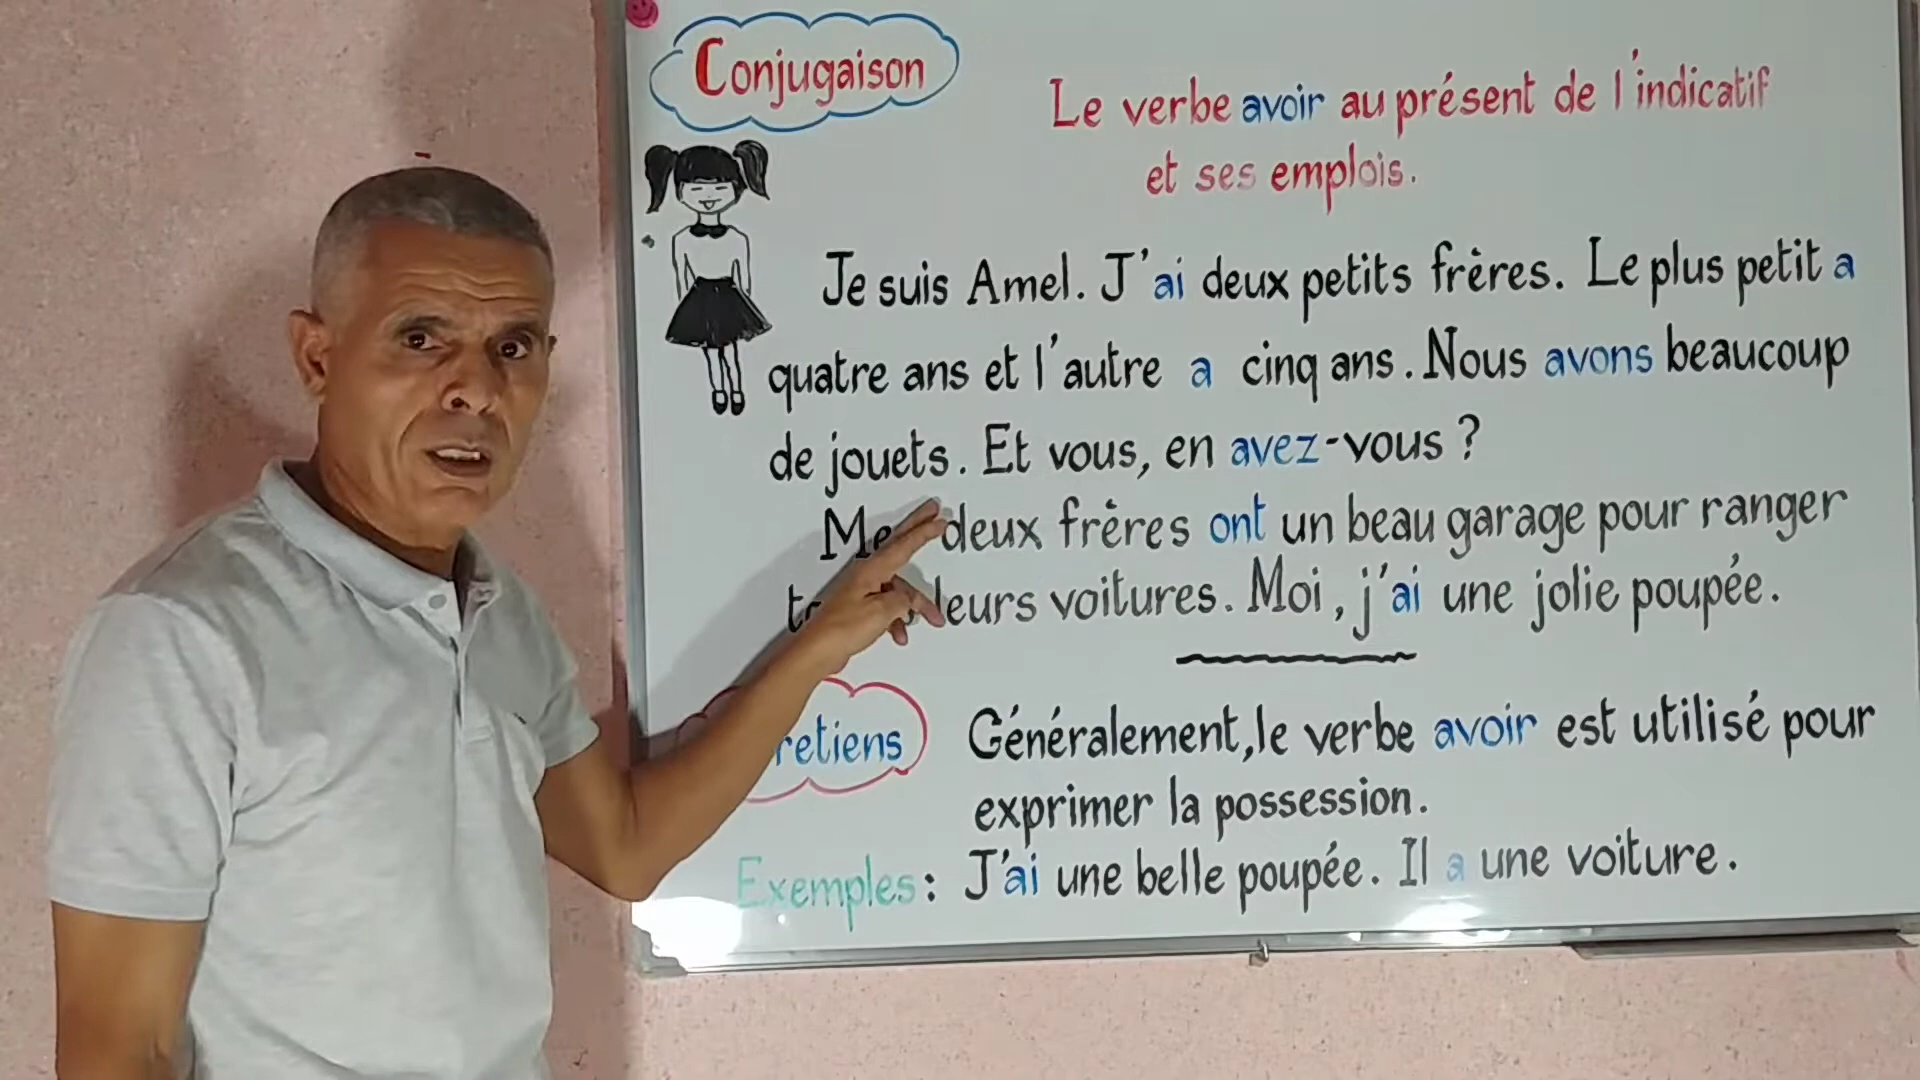 Conjugaison
Le verbe avoir au présent de l'indicatif
et ses emplois.
Je suis Amel. J'ai deux petits frères. Le plus petit a
quatre ans et l'autre a cinq ans. Nous avons beaucoup
de jouets. Et vous, en avez-vous ?
deux frères ont un beau garage pour ranger
leurs voitures. Moi, j'ai une jolie poupée.
retiens
Généralement, le verbe avoir est utilisé pour
exprimer la possession.
Exemples : J'ai une belle poupée. Il a une voiture.